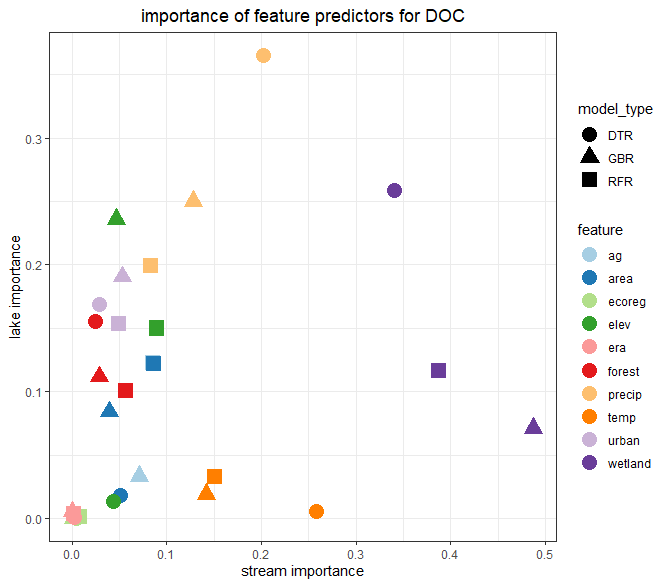 importance of feature predictors for DOC
lake importance
0.3
0.2
0.1
0.0
0.0 0.1 0.2 0.3 0.4 0.5
stream importance
model_type
DTR
GBR
RFR
feature
ag
area
ecoreg
elev
era
forest
precip
temp
urban
wetland